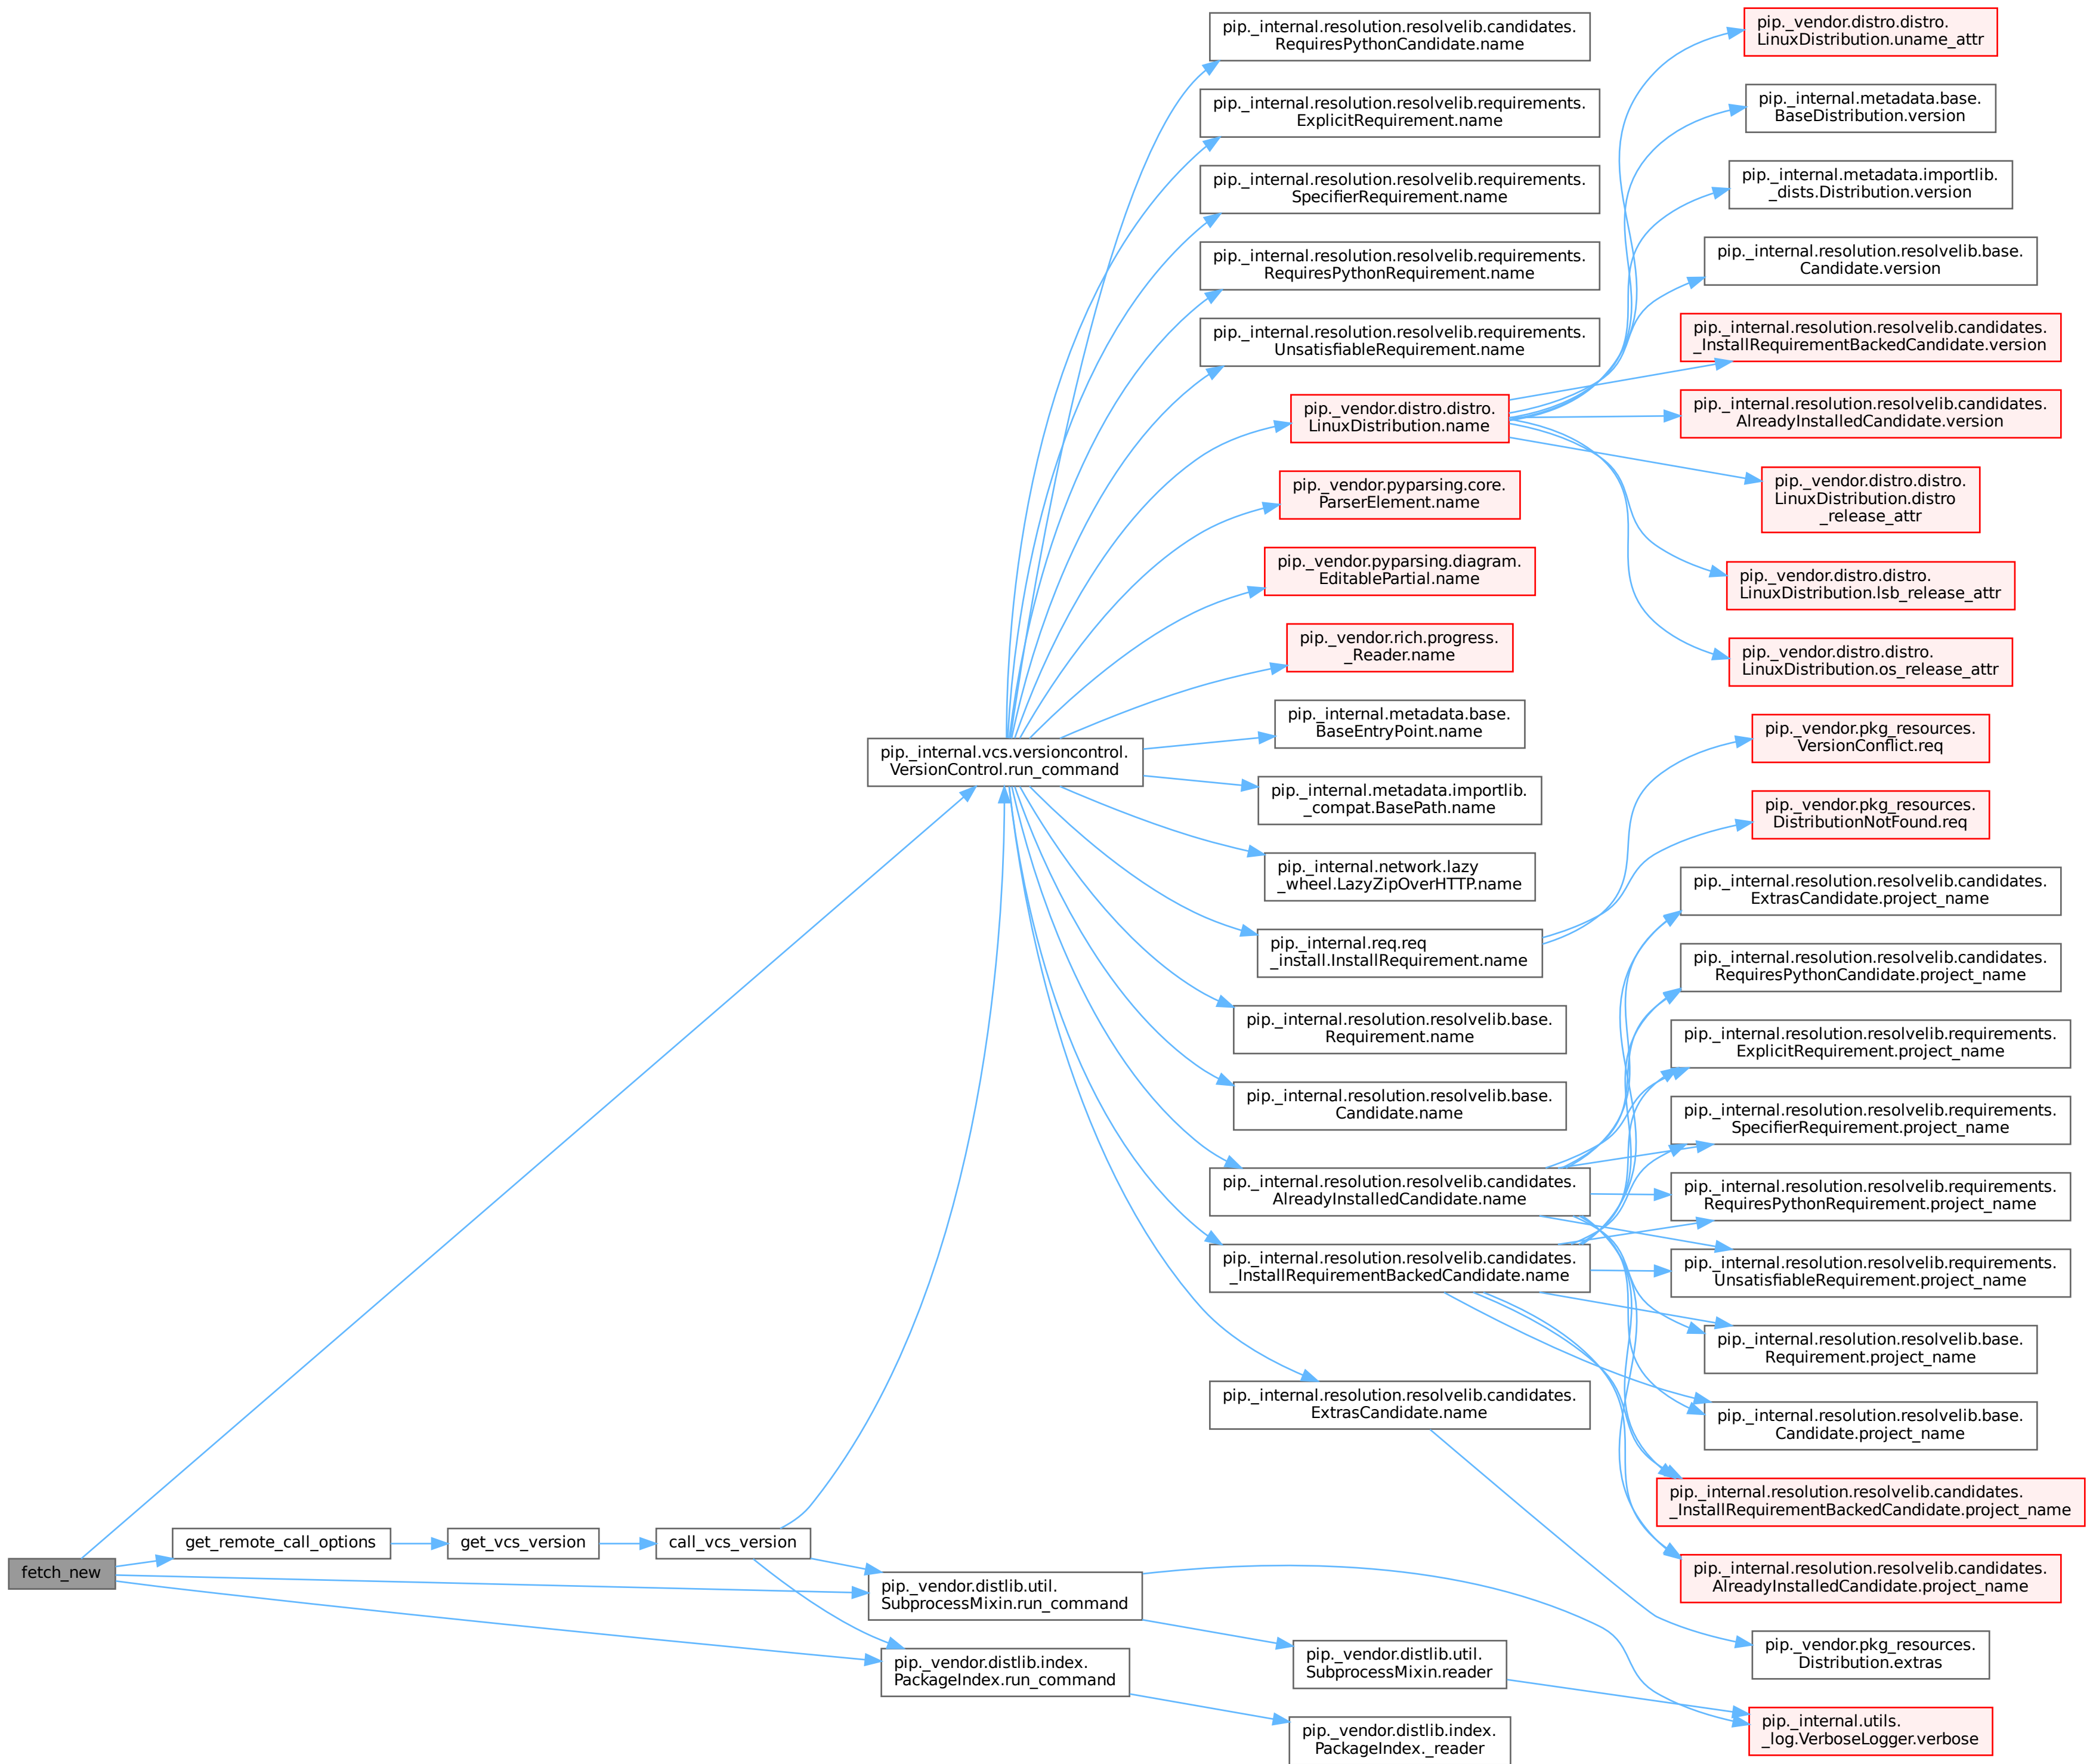 fetch_new
get_remote_call_options
get_vcs_version
call_vcs_version
pip._internal.vcs.versioncontrol.
VersionControl.run_command
pip._vendor.distlib.util.
SubprocessMixin.run_command
pip._vendor.distlib.index.
PackageIndex.run_command
pip._internal.resolution.resolvelib.candidates.
RequiresPythonCandidate.name
pip._internal.resolution.resolvelib.requirements.
ExplicitRequirement.name
pip._internal.resolution.resolvelib.requirements.
SpecifierRequirement.name
pip._internal.resolution.resolvelib.requirements.
RequiresPythonRequirement.name
pip._internal.resolution.resolvelib.requirements.
UnsatisfiableRequirement.name
pip._vendor.distro.distro.
LinuxDistribution.name
pip._vendor.pyparsing.core.
ParserElement.name
pip._vendor.pyparsing.diagram.
EditablePartial.name
pip._vendor.rich.progress.
_Reader.name
pip._internal.metadata.base.
BaseEntryPoint.name
pip._internal.metadata.importlib.
_compat.BasePath.name
pip._internal.network.lazy
_wheel.LazyZipOverHTTP.name
pip._internal.req.req
_install.InstallRequirement.name
pip._internal.resolution.resolvelib.base.
Requirement.name
pip._internal.resolution.resolvelib.base.
Candidate.name
pip._internal.resolution.resolvelib.candidates.
AlreadyInstalledCandidate.name
pip._internal.resolution.resolvelib.candidates.
_InstallRequirementBackedCandidate.name
pip._internal.resolution.resolvelib.candidates.
ExtrasCandidate.name
pip._vendor.distlib.util.
SubprocessMixin.reader
pip._vendor.distlib.index.
PackageIndex._reader
pip._vendor.distro.distro.
LinuxDistribution.uname_attr
pip._internal.metadata.base.
BaseDistribution.version
pip._internal.metadata.importlib.
_dists.Distribution.version
pip._internal.resolution.resolvelib.base.
Candidate.version
pip._internal.resolution.resolvelib.candidates.
_InstallRequirementBackedCandidate.version
pip._internal.resolution.resolvelib.candidates.
AlreadyInstalledCandidate.version
pip._vendor.distro.distro.
LinuxDistribution.distro
_release_attr
pip._vendor.distro.distro.
LinuxDistribution.lsb_release_attr
pip._vendor.distro.distro.
LinuxDistribution.os_release_attr
pip._vendor.pkg_resources.
VersionConflict.req
pip._vendor.pkg_resources.
DistributionNotFound.req
pip._internal.resolution.resolvelib.candidates.
ExtrasCandidate.project_name
pip._internal.resolution.resolvelib.candidates.
RequiresPythonCandidate.project_name
pip._internal.resolution.resolvelib.requirements.
ExplicitRequirement.project_name
pip._internal.resolution.resolvelib.requirements.
SpecifierRequirement.project_name
pip._internal.resolution.resolvelib.requirements.
RequiresPythonRequirement.project_name
pip._internal.resolution.resolvelib.requirements.
UnsatisfiableRequirement.project_name
pip._internal.resolution.resolvelib.base.
Requirement.project_name
pip._internal.resolution.resolvelib.base.
Candidate.project_name
pip._internal.resolution.resolvelib.candidates.
_InstallRequirementBackedCandidate.project_name
pip._internal.resolution.resolvelib.candidates.
AlreadyInstalledCandidate.project_name
pip._vendor.pkg_resources.
Distribution.extras
pip._internal.utils.
_log.VerboseLogger.verbose